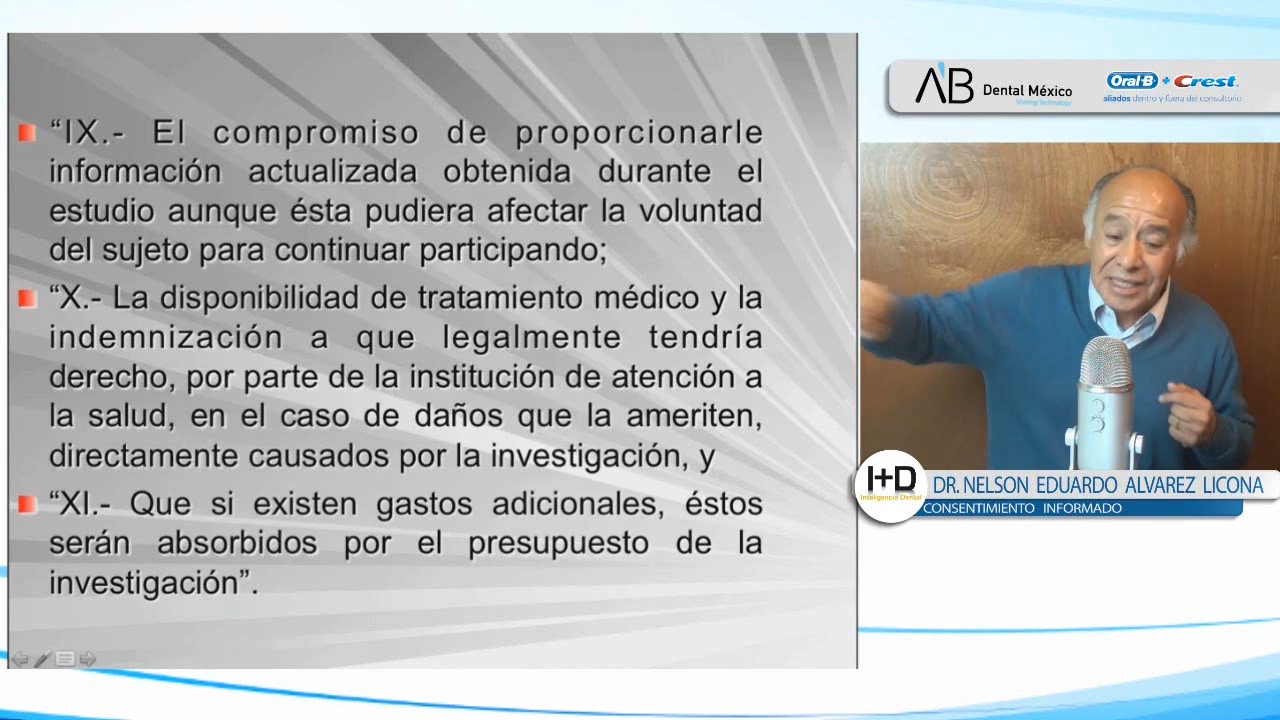 “IX.- El compromiso de proporcionarle
información actualizada obtenida durante el
estudio aunque ésta pudiera afectar la voluntad
del sujeto para continuar participando;
“X.- La disponibilidad de tratamiento médico y la
indemnización a que legalmente tendría
derecho, por parte de la institución de atención a
la salud, en el caso de daños que la ameriten,
directamente causados por la investigación, y
“XI.- Que si existen gastos adicionales, éstos
serán absorbidos por el presupuesto de la
investigación”.
A'B Dental México
Sharing Technology
Oral-B + Crest
aliados dentro y fuera del consultorio
I+D
Inteligencia Dental
DR. NELSON EDUARDO ALVAREZ LICONA
CONSENTIMIENTO INFORMADO